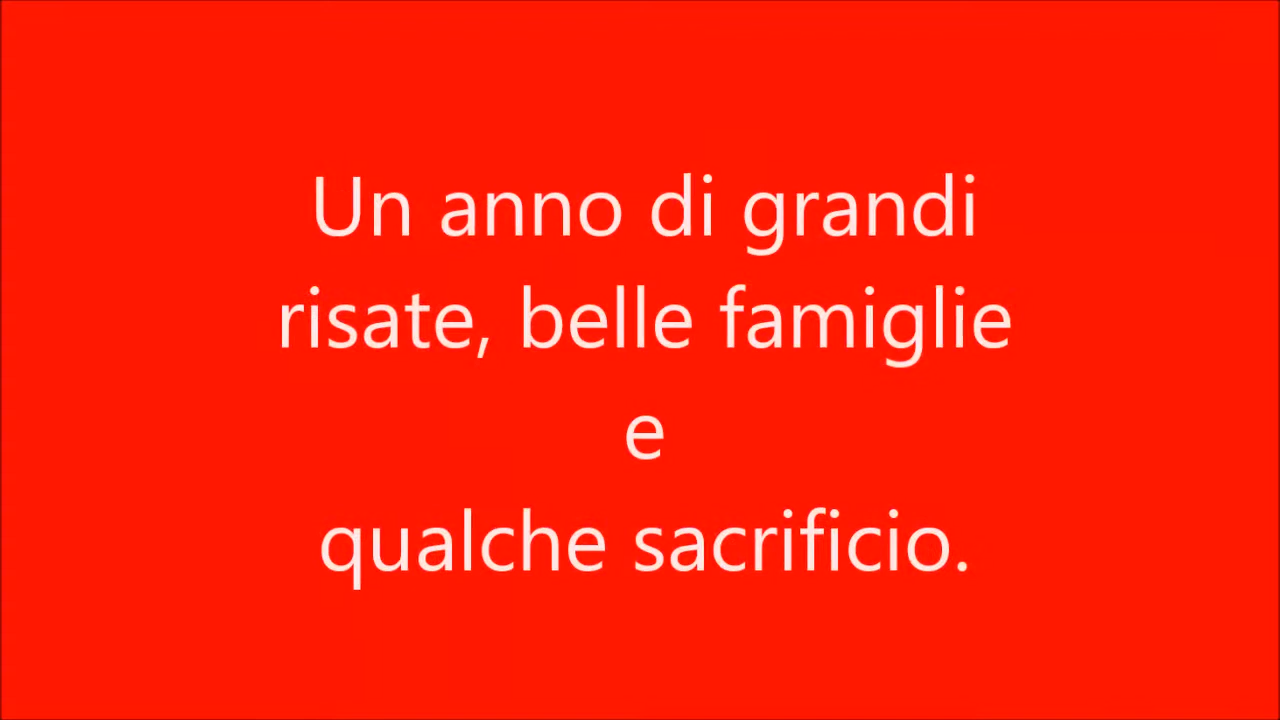 Un anno di grandi
risate, belle famiglie
e
qualche sacrificio.